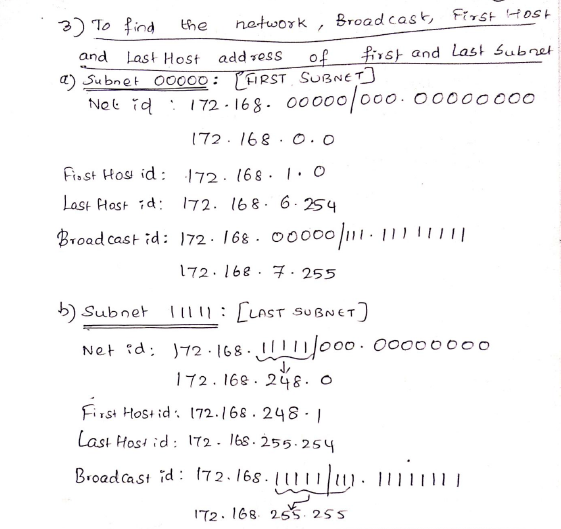 3) To find the network, Broadcast, First Host
and Last Host address of first and Last Subnet
a) Subnet 00000: [FIRST SUBNET]
Net id : 172.168. 00000/000. 00000000
172.168.0.0
First Host id: 172.168.1.0
Last Host id: 172.168.6.254
Broadcast id: 172.168.00000/111.11111111
172.168.7.255
b) Subnet 11111: [LAST SUBNET]
Net id: 172.168.11111/000.00000000
172.168.248.0
First Host id: 172.168.248.1
Last Host id: 172.168.255.254
Broadcast id: 172.168.11111/111.11111111
172.168.255.255